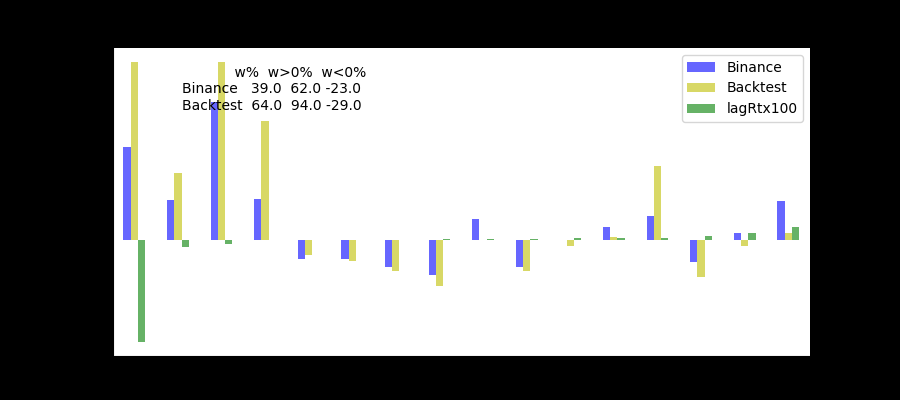 w%  w>0%  w<0%
Binance   39.0  62.0 -23.0
Backtest  64.0  94.0 -29.0
Binance
Backtest
lagRtx100